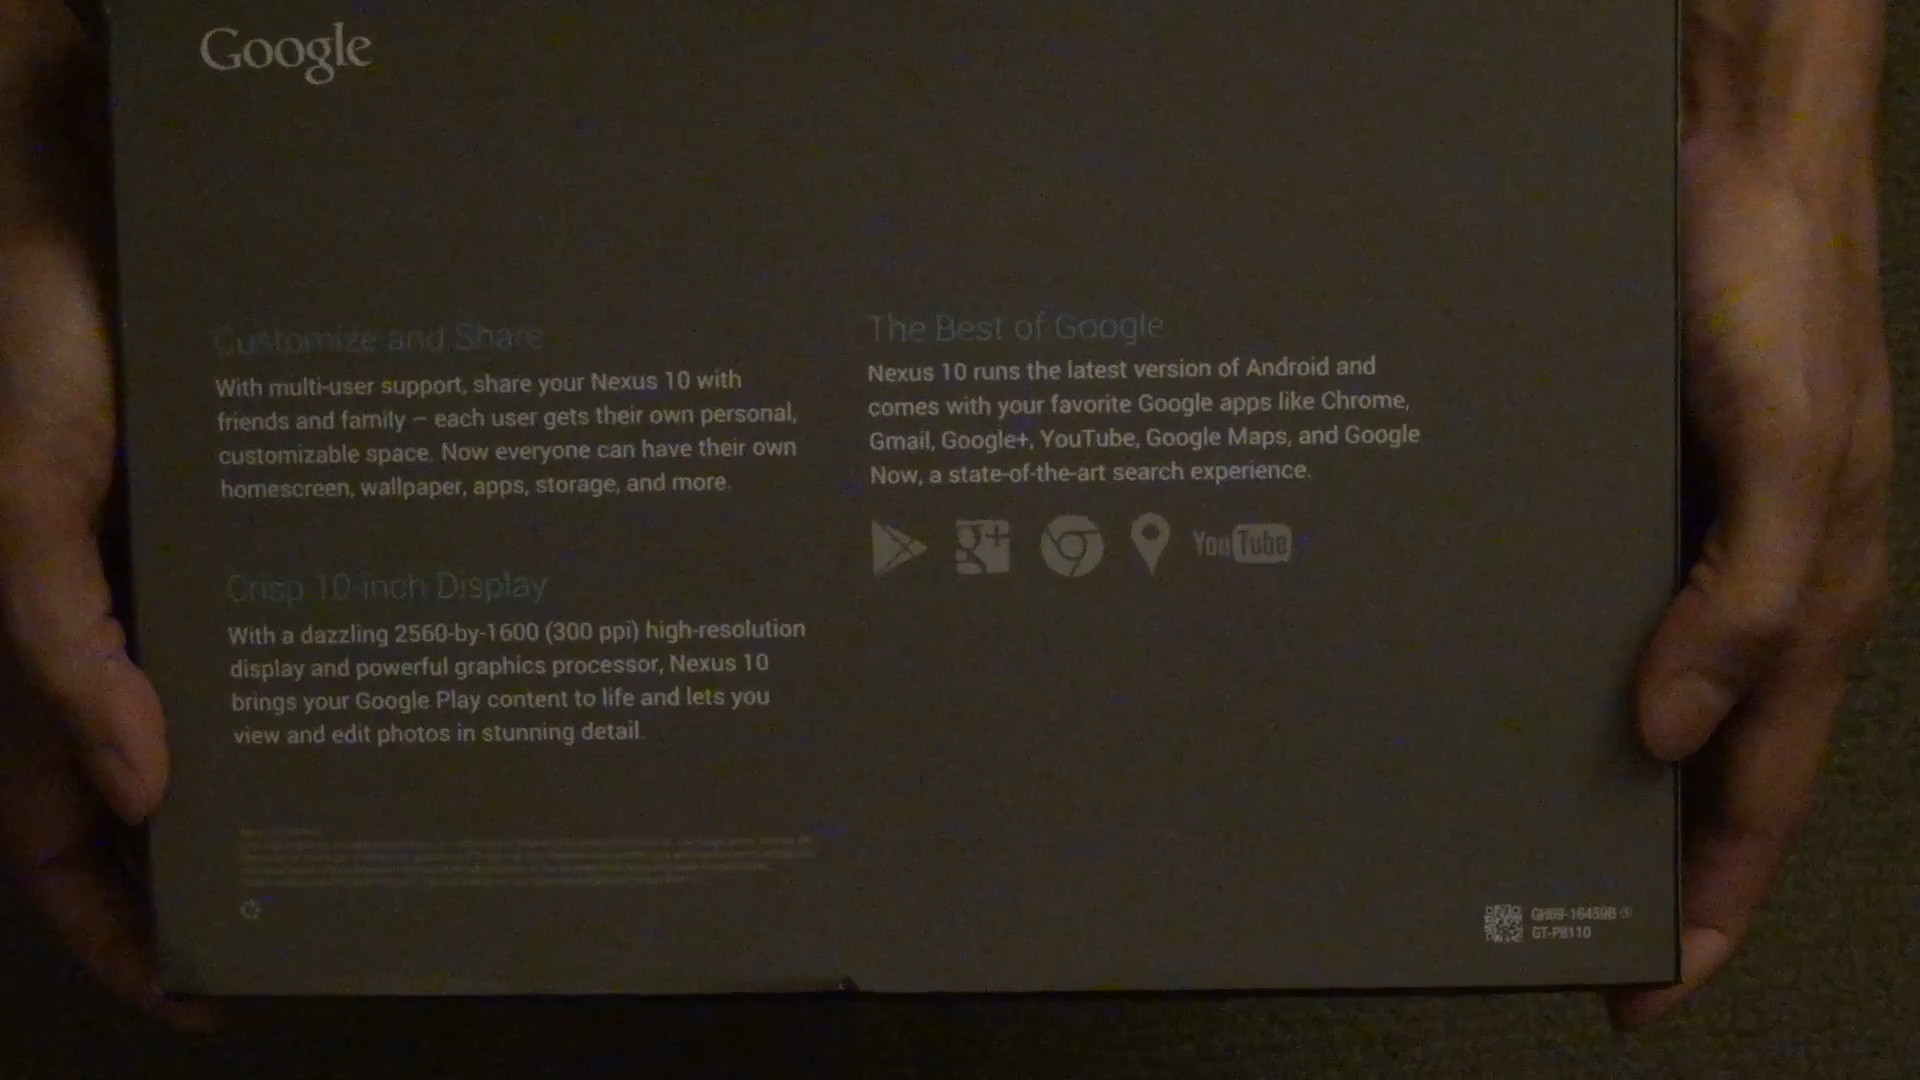 Google
Customize and Share
With multi-user support, share your Nexus 10 with
friends and family – each user gets their own personal,
customizable space. Now everyone can have their own
homescreen, wallpaper, apps, storage, and more.
Crisp 10-inch Display
With a dazzling 2560-by-1600 (300 ppi) high-resolution
display and powerful graphics processor, Nexus 10
brings your Google Play content to life and lets you
view and edit photos in stunning detail.
The Best of Google
Nexus 10 runs the latest version of Android and
comes with your favorite Google apps like Chrome,
Gmail, Google+, YouTube, Google Maps, and Google
Now, a state-of-the-art search experience.
g+ YouTube
GH69-16459B
GT-P8110